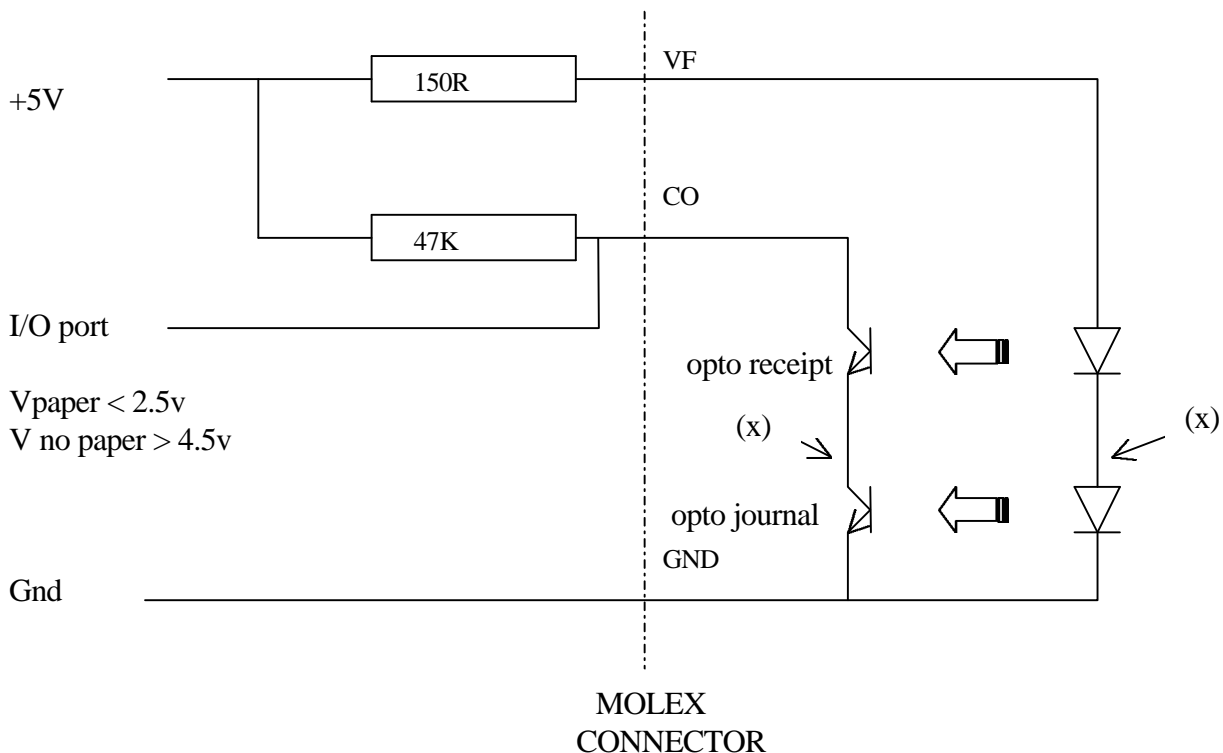 VF
150R
+5V
CO
47K
I/O port
opto receipt
Vpaper < 2.5v
V no paper > 4.5v
(x)
(x)
opto journal
GND
Gnd
MOLEX
CONNECTOR